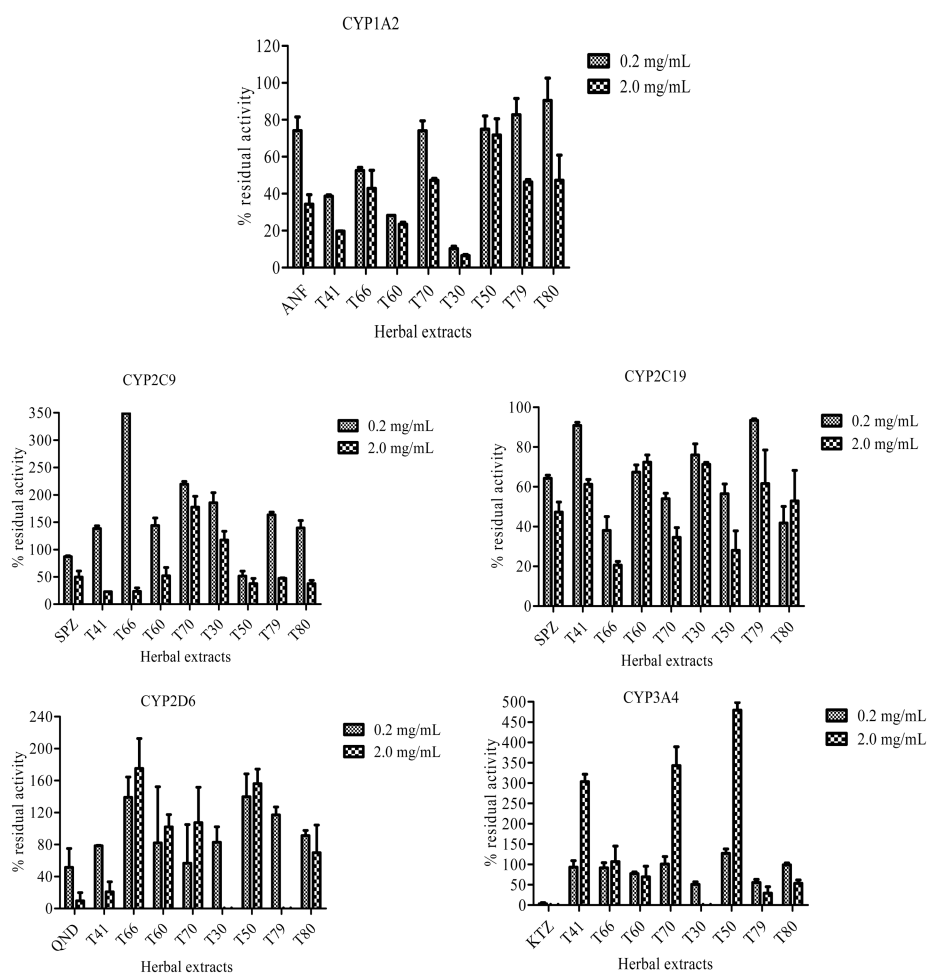 CYP1A2
120
100
80
60
40
20
0
% residual activity
0.2 mg/mL
2.0 mg/mL
ANF T41 T66 T60 T70 T30 T50 T79 T80
Herbal extracts
CYP2C9
350
300
250
200
150
100
50
0
% residual activity
0.2 mg/mL
2.0 mg/mL
SPZ T41 T66 T60 T70 T30 T50 T79 T80
Herbal extracts
CYP2C19
100
80
60
40
20
0
% residual activity
0.2 mg/mL
2.0 mg/mL
SPZ T41 T66 T60 T70 T30 T50 T79 T80
Herbal extracts
CYP2D6
240
200
160
120
80
40
0
% residual activity
0.2 mg/mL
2.0 mg/mL
QND T41 T66 T60 T70 T30 T50 T79 T80
Herbal extracts
CYP3A4
500
450
400
350
300
250
200
150
100
50
0
% residual activity
0.2 mg/mL
2.0 mg/mL
KTZ T41 T66 T60 T70 T30 T50 T79 T80
Herbal extracts